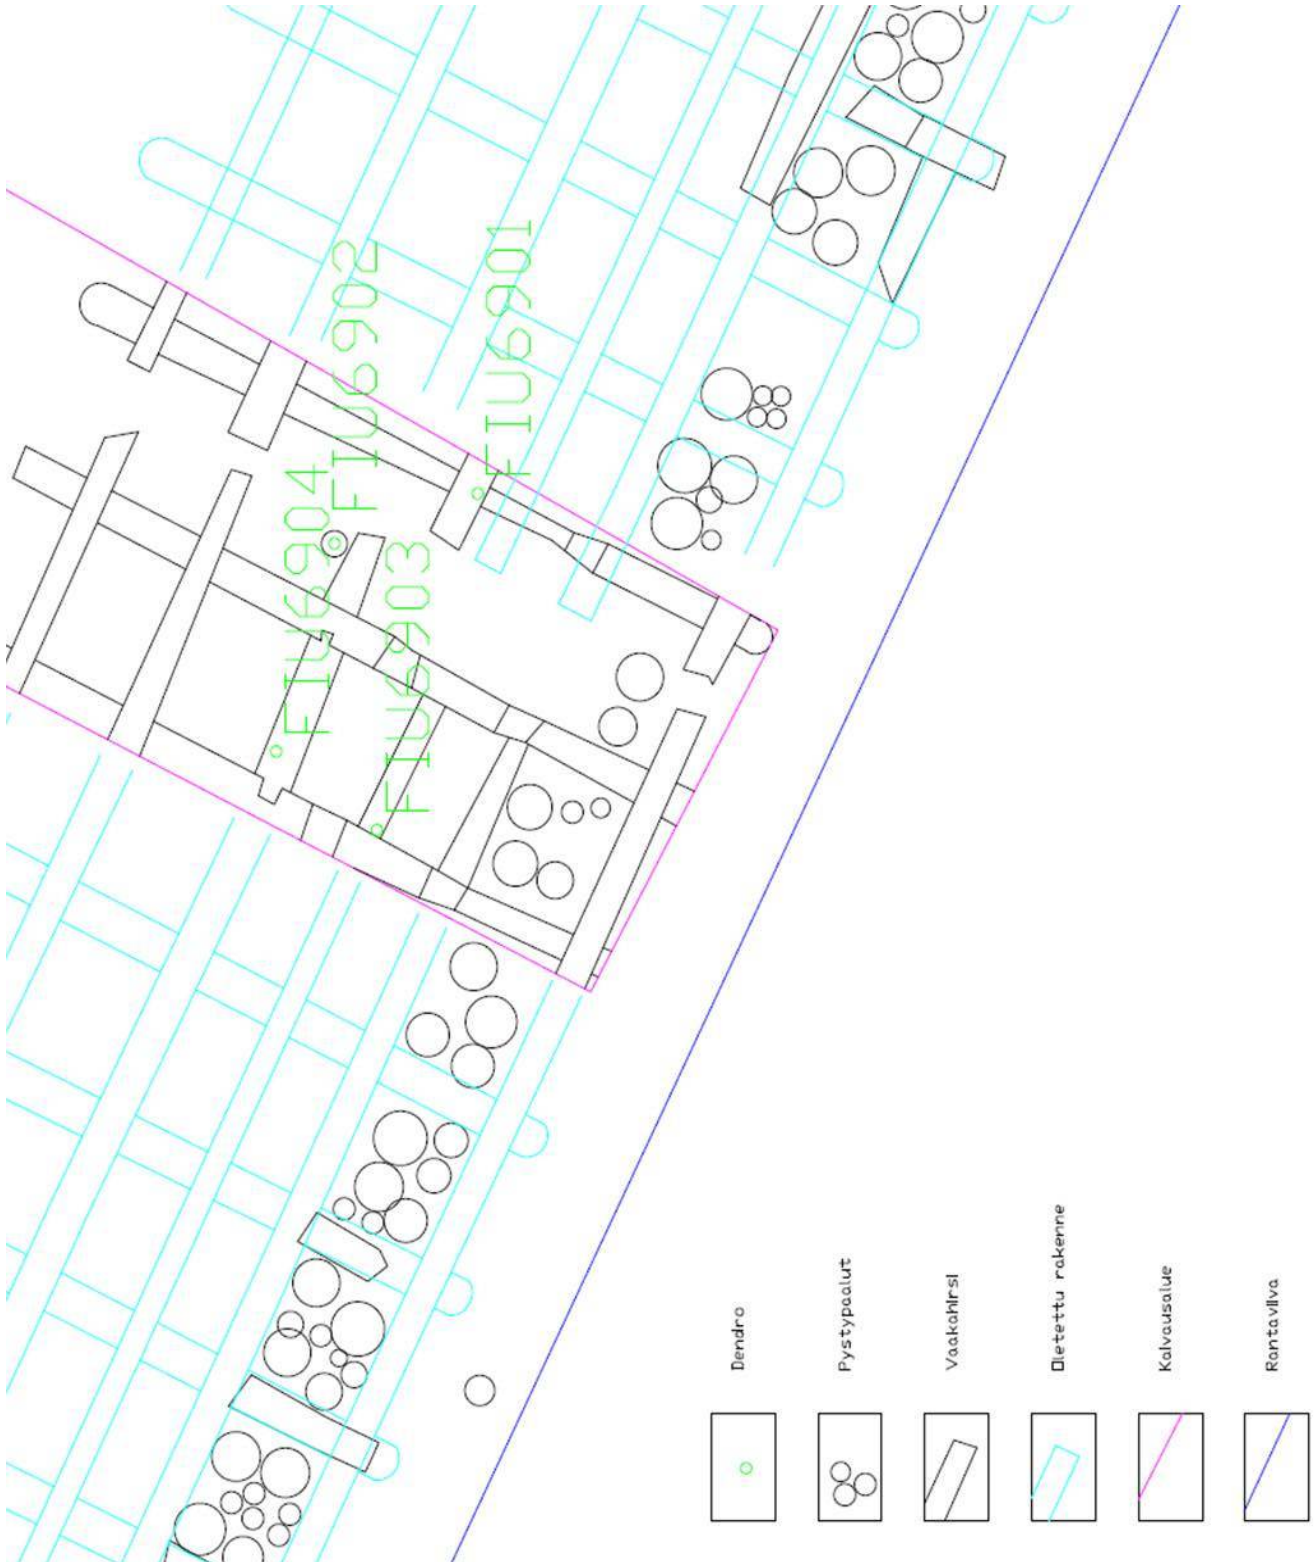 FIU6904
FIU6902
FIU6903
FIU6901
Dendro
Pystypaalut
Vaakahirsi
Oletettu rakenne
Kaivausalue
Rantaviiva